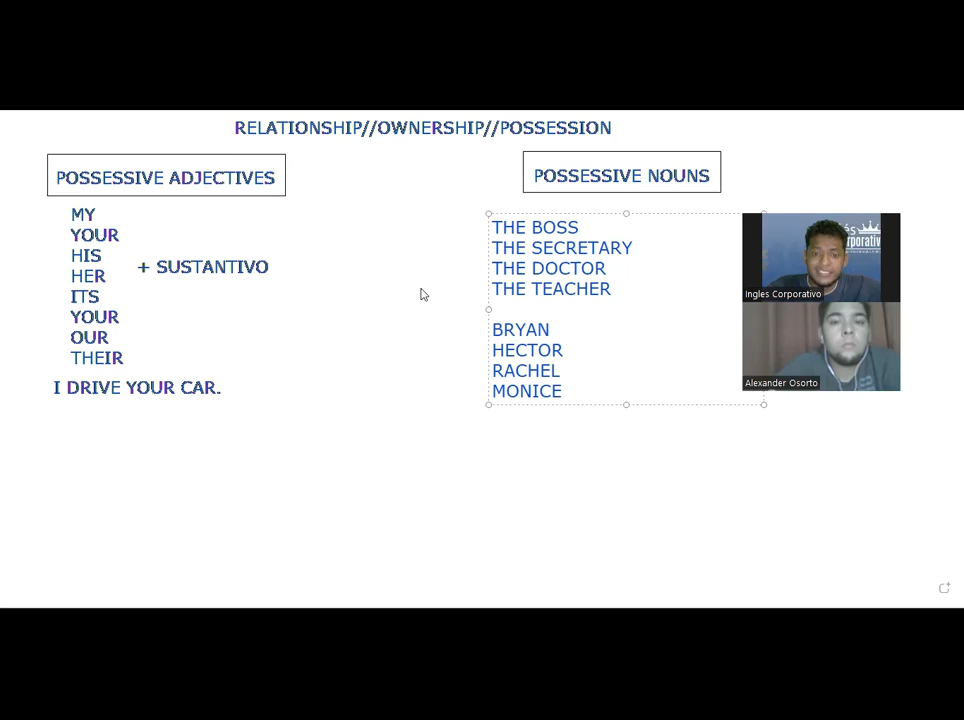 RELATIONSHIP//OWNERSHIP//POSSESSION
POSSESSIVE ADJECTIVES
MY
YOUR
HIS
HER
ITS
YOUR
OUR
THEIR
+ SUSTANTIVO
I DRIVE YOUR CAR.
POSSESSIVE NOUNS
THE BOSS
THE SECRETARY
THE DOCTOR
THE TEACHER
BRYAN
HECTOR
RACHEL
MONICE
Ingles Corporativo
Alexander Osorto